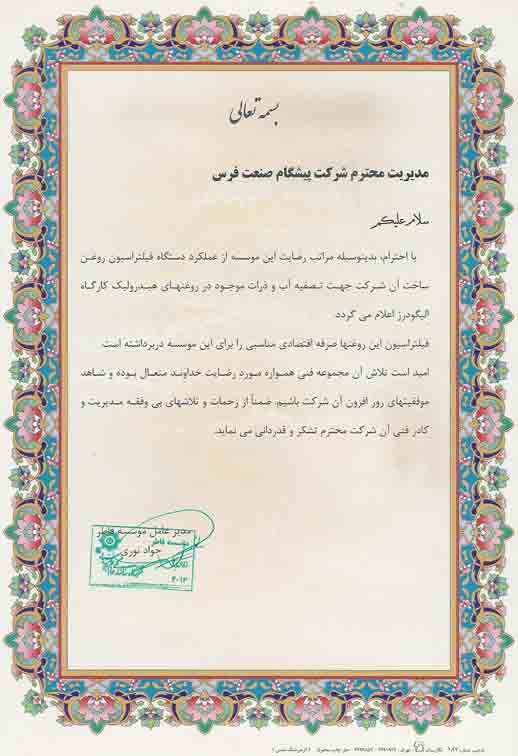 بسمه تعالی
مدیریت محترم شرکت پیشگام صنعت فرس
سلام علیکم
با احترام، بدینوسیله مراتب رضایت این موسسه از عملکرد دستگاه فیلتراسیون روغن
ساخت آن شرکت جهت تصفیه آب و ذرات موجود در روغنهای هیدرولیک کارگاه
الیگودرز اعلام می گردد.
فیلتراسیون این روغنها صرفه اقتصادی مناسبی را برای این موسسه دربرداشته است.
امید است تلاش آن مجموعه فنی همواره مورد رضایت خداوند متعال بوده و شاهد
موفقیتهای روز افزون آن شرکت باشیم. ضمناً از زحمات و تلاشهای بی وقفه مدیریت و
کادر فنی آن شرکت محترم تشکر و قدردانی می نماید.
مدیر عامل موسسه فاطر
موسسه فاطر
جواد نوری